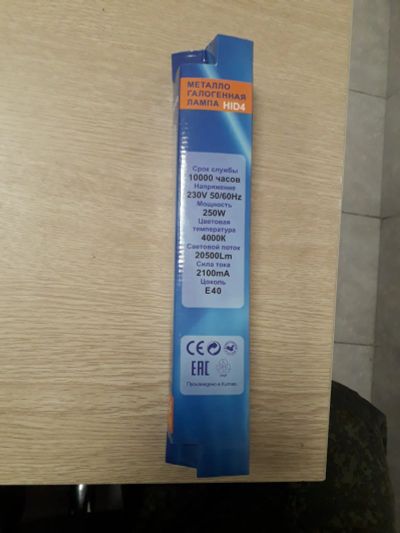 МЕТАЛЛО
ГАЛОГЕННАЯ
ЛАМПА HID4
Срок службы
10000 часов
Напряжение
230V 50/60Hz
Мощность
250W
Цветовая
температура
4000К
Световой поток
20500Lm
Сила тока
2100mA
Цоколь
E40
CE
EAC
Произведено в Китае.